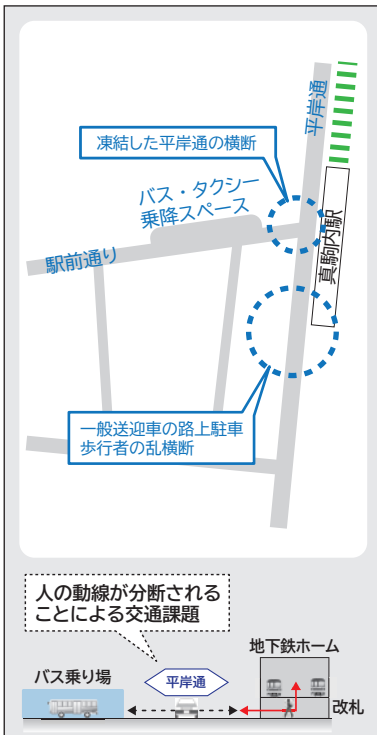 平岸通
凍結した平岸通の横断
バス・タクシー
乗降スペース
真駒内駅
駅前通り
一般送迎車の路上駐車
歩行者の乱横断
人の動線が分断される
ことによる交通課題
地下鉄ホーム
バス乗り場
平岸通
改札